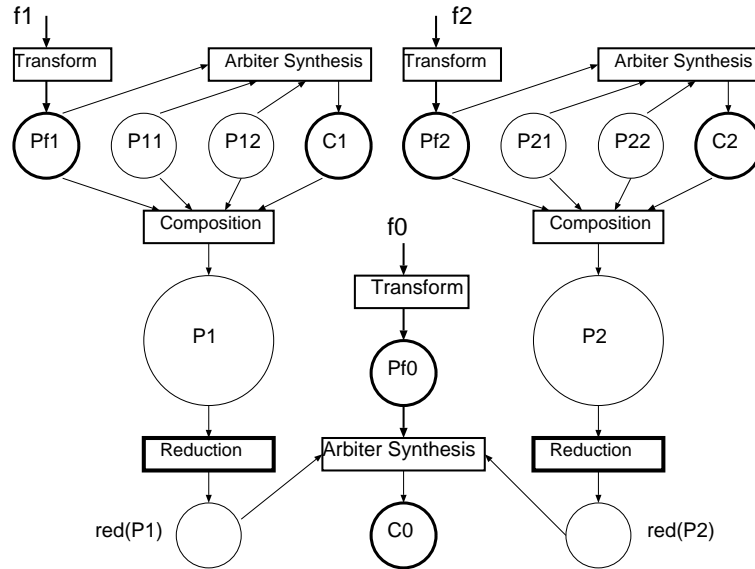 f1
f2
Transform
Arbiter Synthesis
Transform
Arbiter Synthesis
Pf1
P11
P12
C1
Pf2
P21
P22
C2
Composition
Composition
f0
Transform
P1
P2
Pf0
Reduction
Arbiter Synthesis
Reduction
red(P1)
C0
red(P2)